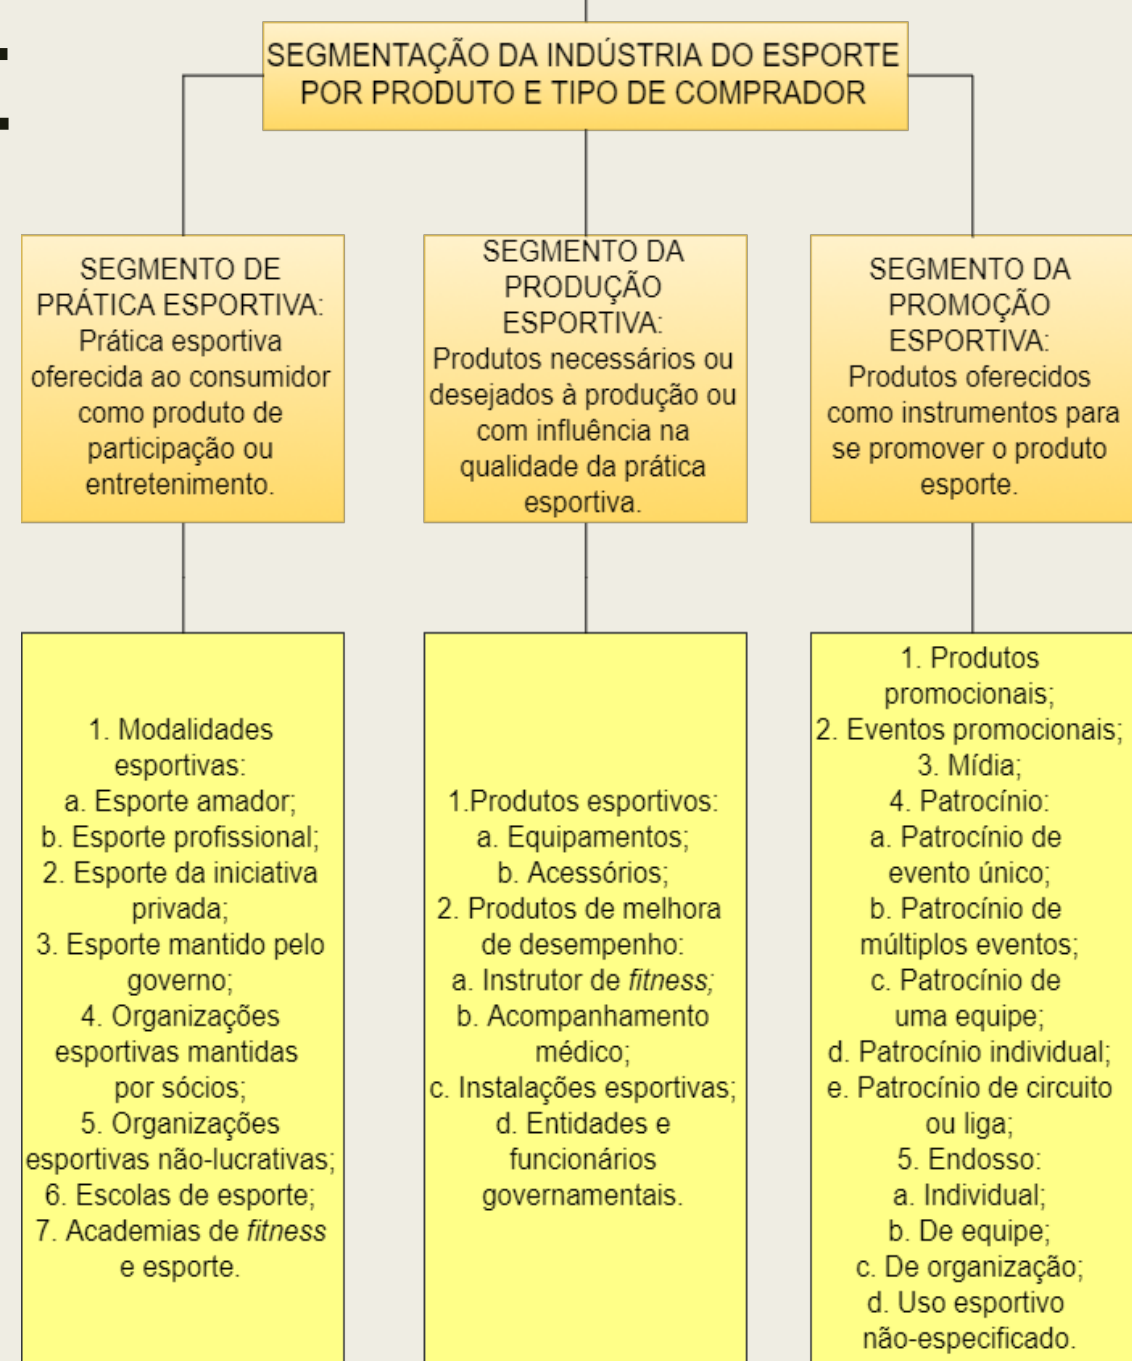 SEGMENTAÇÃO DA INDÚSTRIA DO ESPORTE
POR PRODUTO E TIPO DE COMPRADOR
SEGMENTO DE
PRÁTICA ESPORTIVA:
Prática esportiva
oferecida ao consumidor
como produto de
participação ou
entretenimento.
SEGMENTO DA
PRODUÇÃO
ESPORTIVA:
Produtos necessários ou
desejados à produção ou
com influência na
qualidade da prática
esportiva.
SEGMENTO DA
PROMOÇÃO
ESPORTIVA:
Produtos oferecidos
como instrumentos para
se promover o produto
esporte.
1. Modalidades
esportivas:
a. Esporte amador;
b. Esporte profissional;
2. Esporte da iniciativa
privada;
3. Esporte mantido pelo
governo;
4. Organizações
esportivas mantidas
por sócios;
5. Organizações
esportivas não-lucrativas;
6. Escolas de esporte;
7. Academias de fitness
e esporte.
1.Produtos esportivos:
a. Equipamentos;
b. Acessórios;
2. Produtos de melhora
de desempenho:
a. Instrutor de fitness;
b. Acompanhamento
médico;
c. Instalações esportivas;
d. Entidades e
funcionários
governamentais.
1. Produtos
promocionais;
2. Eventos promocionais;
3. Mídia;
4. Patrocínio:
a. Patrocínio de
evento único;
b. Patrocínio de
múltiplos eventos;
c. Patrocínio de
uma equipe;
d. Patrocínio individual;
e. Patrocínio de circuito
ou liga;
5. Endosso:
a. Individual;
b. De equipe;
c. De organização;
d. Uso esportivo
não-especificado.